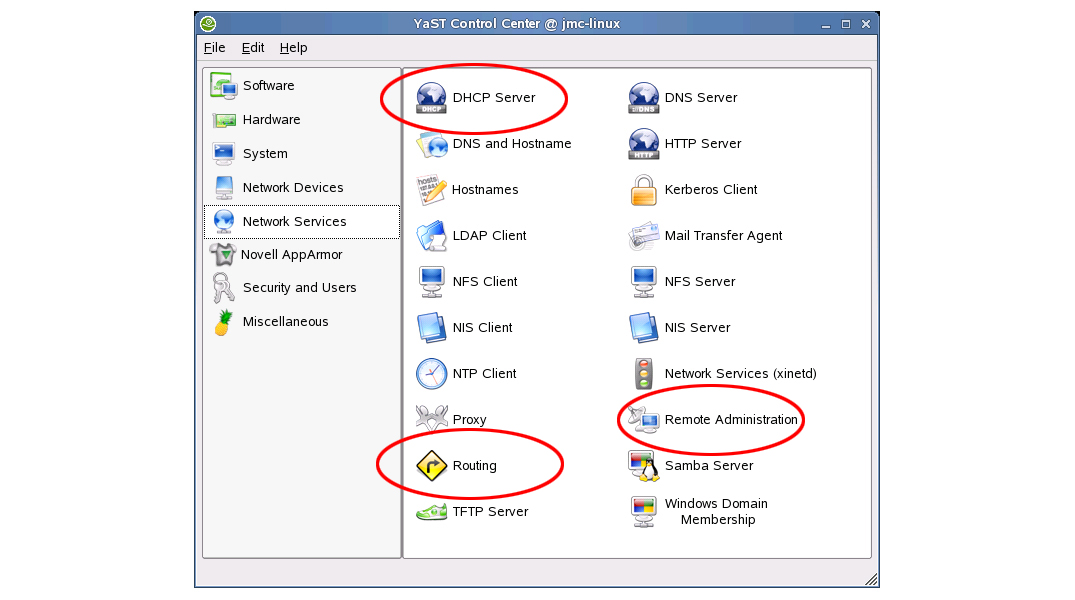 YaST Control Center @ jmc-linux
File Edit Help
Software
Hardware
System
Network Devices
Network Services
Novell AppArmor
Security and Users
Miscellaneous
DHCP Server
DNS Server
DNS and Hostname
HTTP Server
Hostnames
Kerberos Client
LDAP Client
Mail Transfer Agent
NFS Client
NFS Server
NIS Client
NIS Server
NTP Client
Network Services (xinetd)
Proxy
Remote Administration
Routing
Samba Server
TFTP Server
Windows Domain
Membership
DHCP
HTTP
hosts